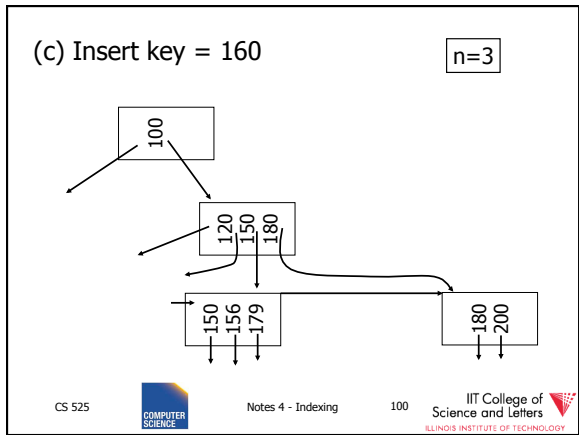 (c) Insert key = 160
n=3
100
120
150
180
150
156
179
180
200
CS 525
COMPUTER
SCIENCE
Notes 4 - Indexing
100
IIT College of
Science and Letters
ILLINOIS INSTITUTE OF TECHNOLOGY